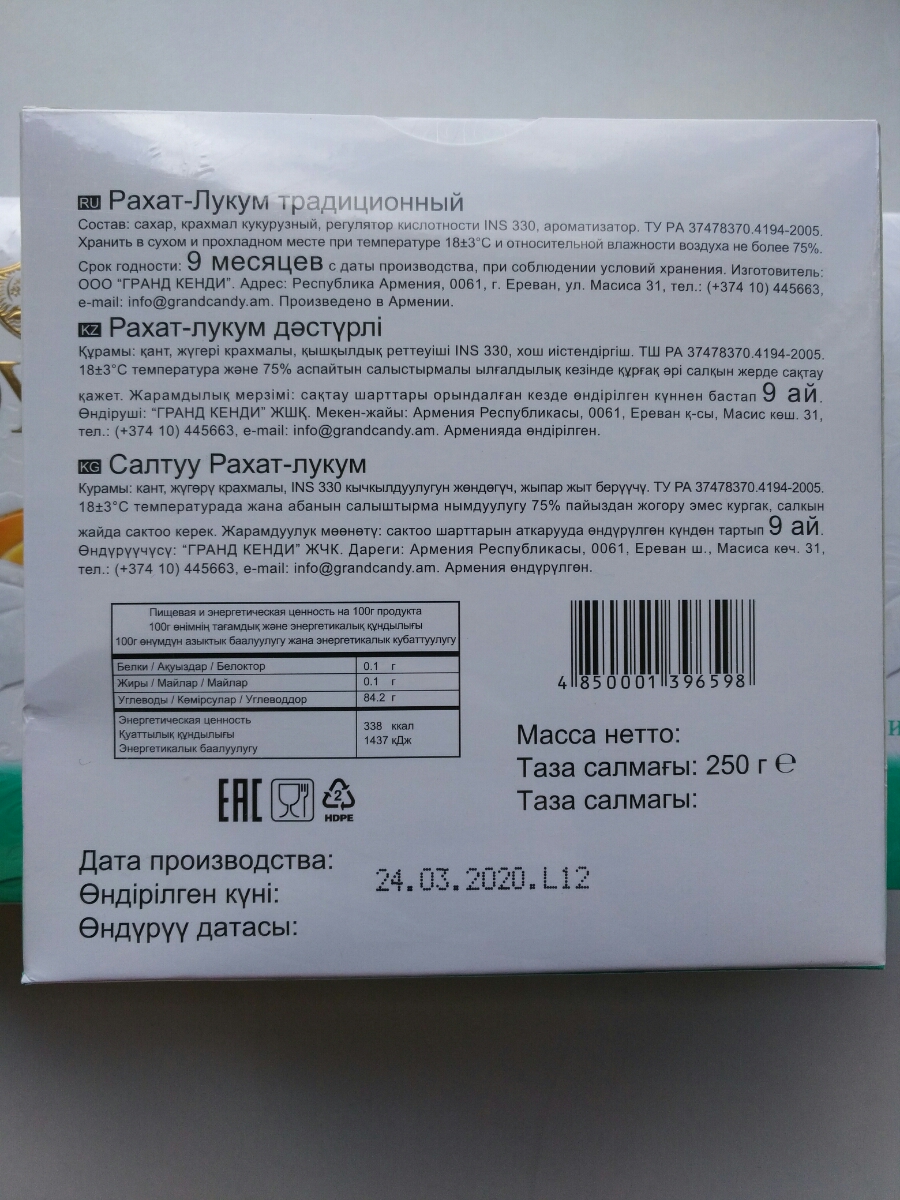 RU Рахат-Лукум традиционный
Состав: сахар, крахмал кукурузный, регулятор кислотности INS 330, ароматизатор. ТУ РА 37478370.4194-2005.
Хранить в сухом и прохладном месте при температуре 18±3°С и относительной влажности воздуха не более 75%.
Срок годности: 9 месяцев с даты производства, при соблюдении условий хранения. Изготовитель:
ООО “ГРАНД КЕНДИ”. Адрес: Республика Армения, 0061, г. Ереван, ул. Масиса 31, тел.: (+374 10) 445663,
e-mail: info@grandcandy.am. Произведено в Армении.
KZ Рахат-лукум дәстүрлі
Құрамы: қант, жүгері крахмалы, қышқылдық реттеуіші INS 330, хош иістендіргіш. ТШ РА 37478370.4194-2005.
18±3°С температура және 75% аспайтын салыстырмалы ылғалдылық кезінде құрғақ әрі салқын жерде сақтау
қажет. Жарамдылық мерзімі: сақтау шарттары орындалған кезде өндірілген күннен бастап 9 ай.
Өндіруші: “ГРАНД КЕНДИ” ЖШҚ. Мекен-жайы: Армения Республикасы, 0061, Ереван қ-сы, Масис көш. 31,
тел.: (+374 10) 445663, e-mail: info@grandcandy.am. Арменияда өндірілген.
KG Салтуу Рахат-лукум
Курамы: кант, жүгөрү крахмалы, INS 330 кычкылдуулугун жөндөгүч, жыпар жыт берүүчү. ТУ РА 37478370.4194-2005.
18±3°С температурада жана абанын салыштырма нымдуулугу 75% пайыздан жогору эмес кургак, салкын
жайда сактоо керек. Жарамдуулук мөөнөтү: сактоо шарттарын аткарууда өндүрүлгөн күндөн тартып 9 ай.
Өндүрүүчүсү: “ГРАНД КЕНДИ” ЖЧК. Дареги: Армения Республикасы, 0061, Ереван ш., Масиса көч. 31,
тел.: (+374 10) 445663, e-mail: info@grandcandy.am. Армения өндүрүлгөн.
Пищевая и энергетическая ценность на 100г продукта
100г өнімнің тағамдық және энергетикалық құндылығы
100г өнүмдүн азыктык баалуулугу жана энергетикалык кубаттуулугу
Белки / Ақуыздар / Белоктор 0.1 г
Жиры / Майлар / Майлар 0.1 г
Углеводы / Көмірсулар / Углеводдор 84.2 г
Энергетическая ценность
Қуаттылық құндылығы
Энергетикалык баалуулугу
338 ккал
1437 кДж
4 850001 396598
Масса нетто:
Таза салмағы: 250 г ℮
Таза салмагы:
EAC
2
HDPE
Дата производства:
Өндірілген күні:
Өндүрүү датасы:
24.03.2020.L12